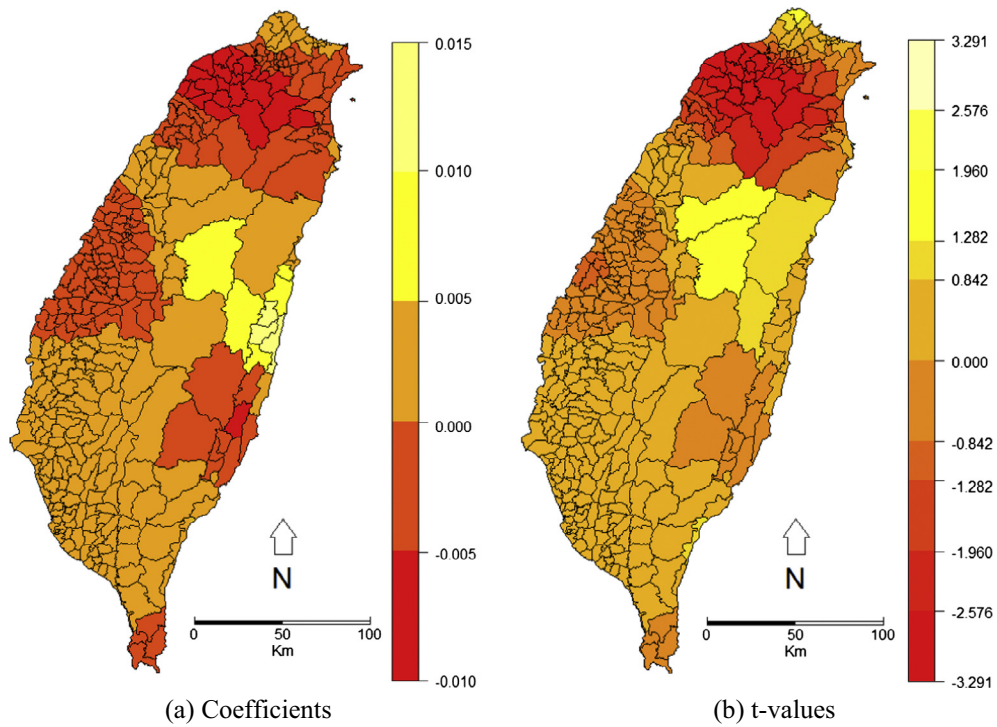 0.015
0.010
0.005
0.000
-0.005
-0.010
N
0 50 100
Km
(a) Coefficients
3.291
2.576
1.960
1.282
0.842
0.000
-0.842
-1.282
-1.960
-2.576
-3.291
N
0 50 100
Km
(b) t-values